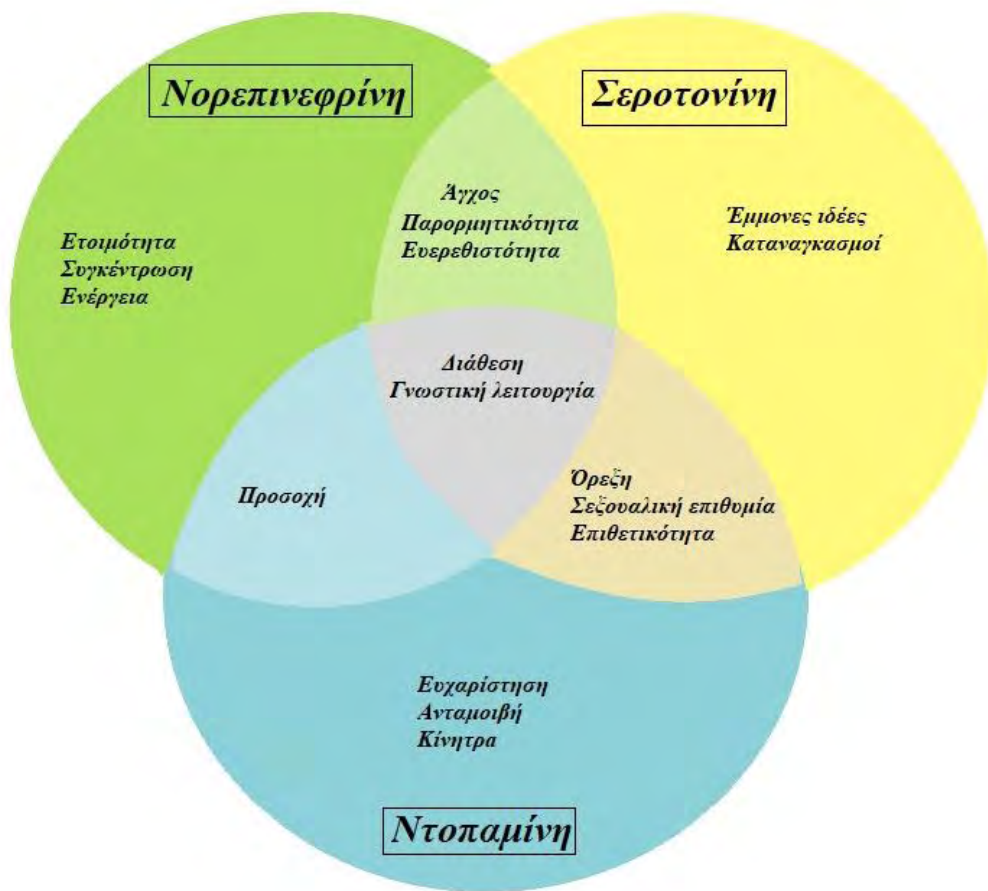 Νορεπινεφρίνη
Σεροτονίνη
Άγχος
Παρορμητικότητα
Ευερεθιστότητα
Έμμονες ιδέες
Καταναγκασμοί
Ετοιμότητα
Συγκέντρωση
Ενέργεια
Διάθεση
Γνωστική λειτουργία
Προσοχή
Όρεξη
Σεξουαλική επιθυμία
Επιθετικότητα
Ευχαρίστηση
Ανταμοιβή
Κίνητρα
Ντοπαμίνη